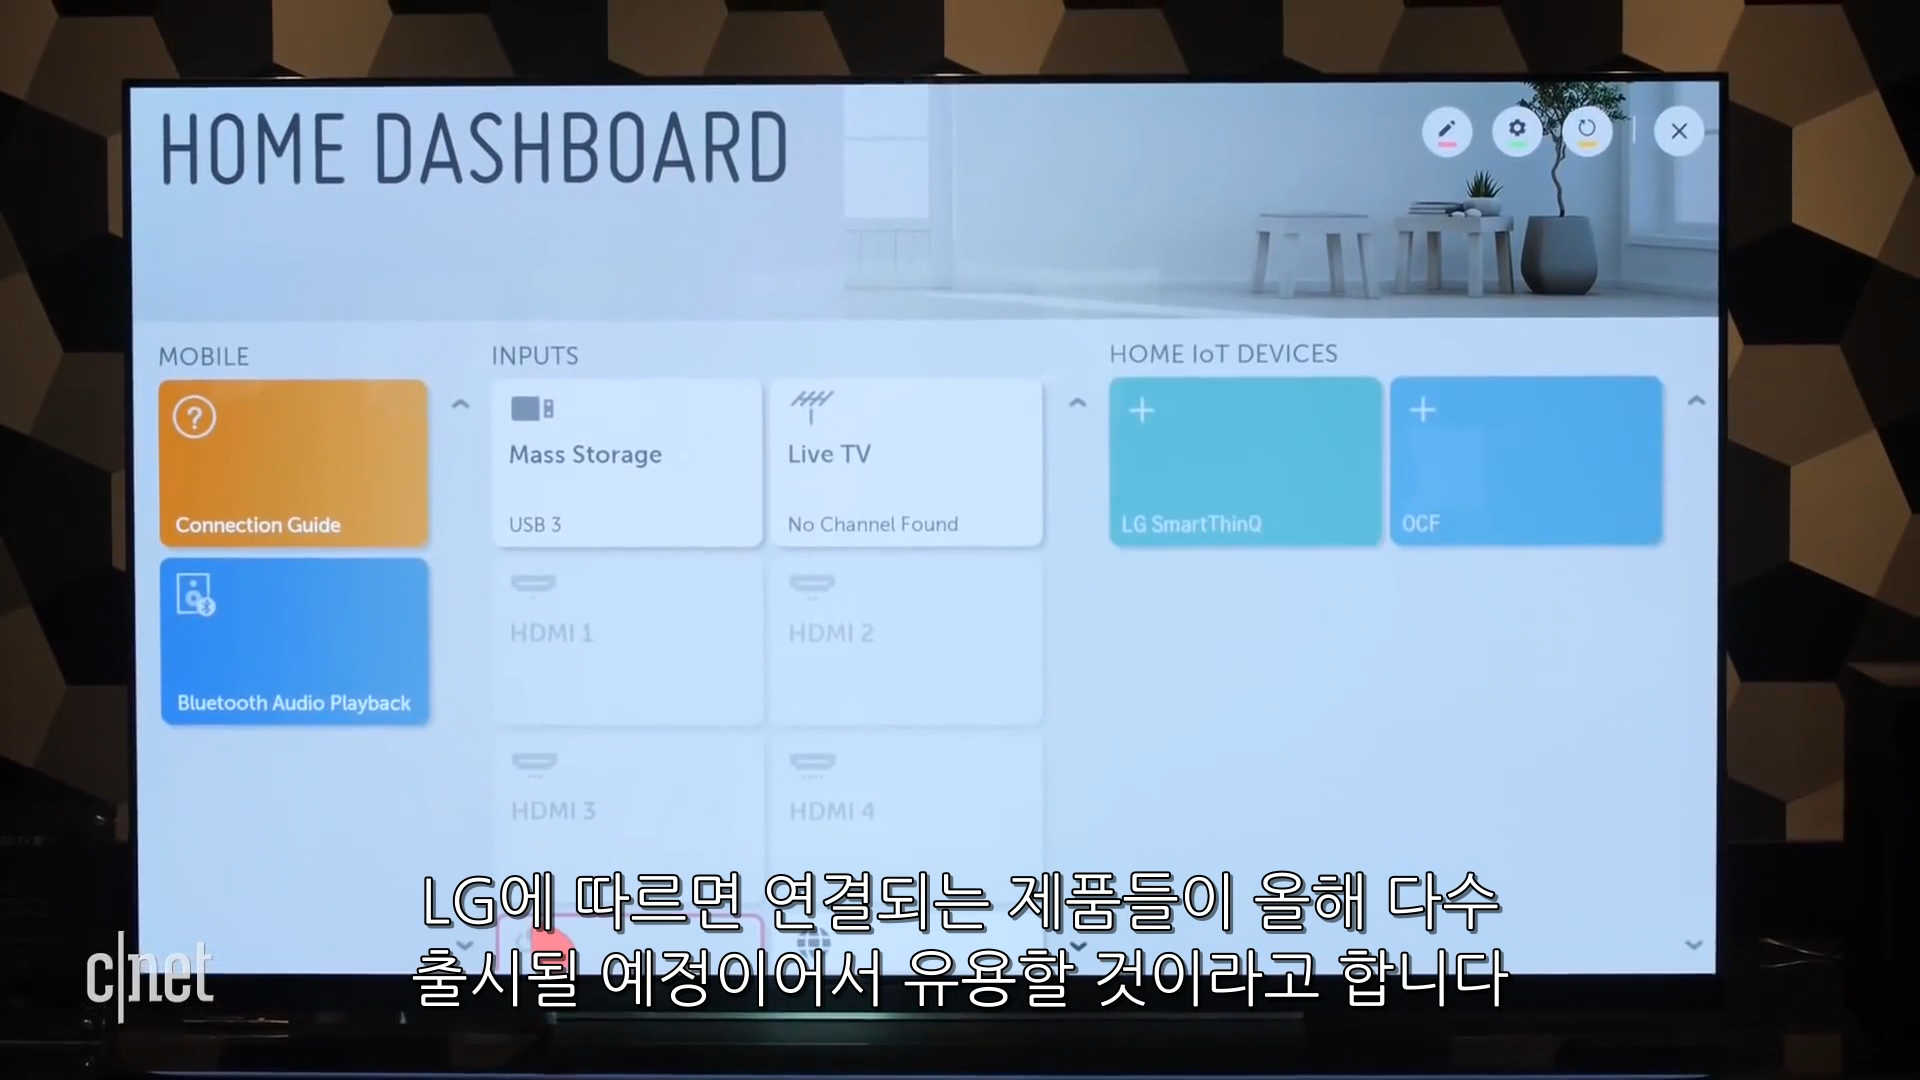 HOME DASHBOARD
MOBILE
INPUTS
HOME IoT DEVICES
Connection Guide
Mass Storage
USB 3
Live TV
No Channel Found
LG SmartThinQ
OCF
Bluetooth Audio Playback
HDMI 1
HDMI 2
HDMI 3
HDMI 4
LG에 따르면 연결되는 제품들이 올해 다수
출시될 예정이어서 유용할 것이라고 합니다
c|net